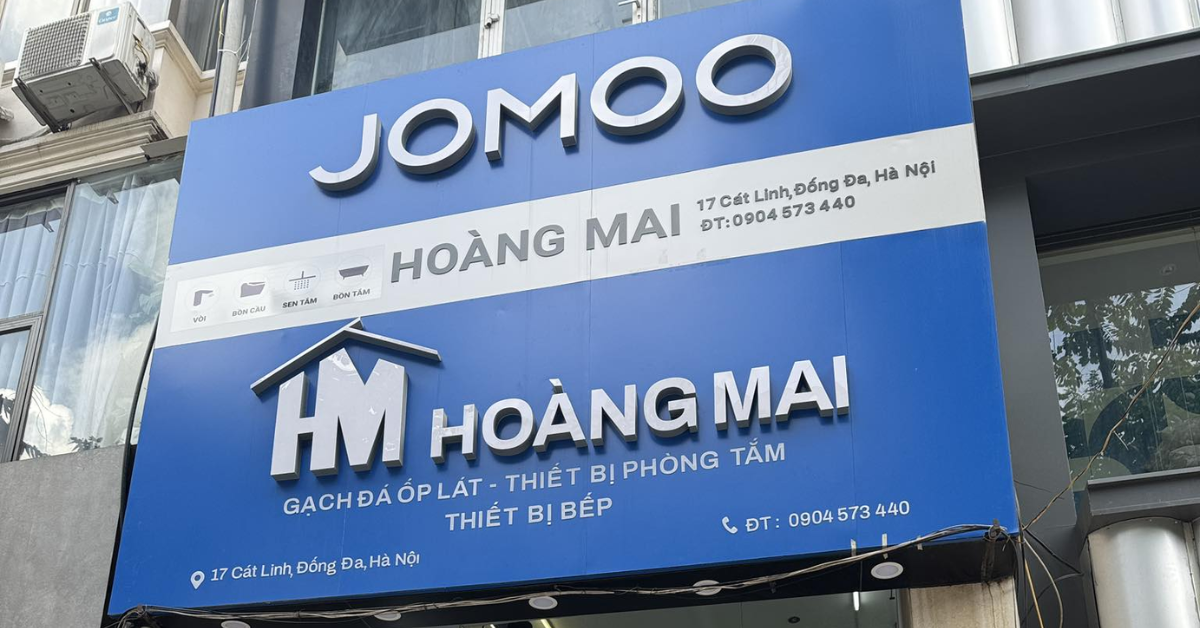 JOMOO
HOÀNG MAI
17 Cát Linh, Đống Đa, Hà Nội
ĐT: 0904 573 440
VÒI
BỒN CẦU
SEN TẮM
BỒN TẮM
HM HOÀNG MAI
GẠCH ĐÁ ỐP LÁT - THIẾT BỊ PHÒNG TẮM
THIẾT BỊ BẾP
ĐT: 0904 573 440
17 Cát Linh, Đống Đa, Hà Nội